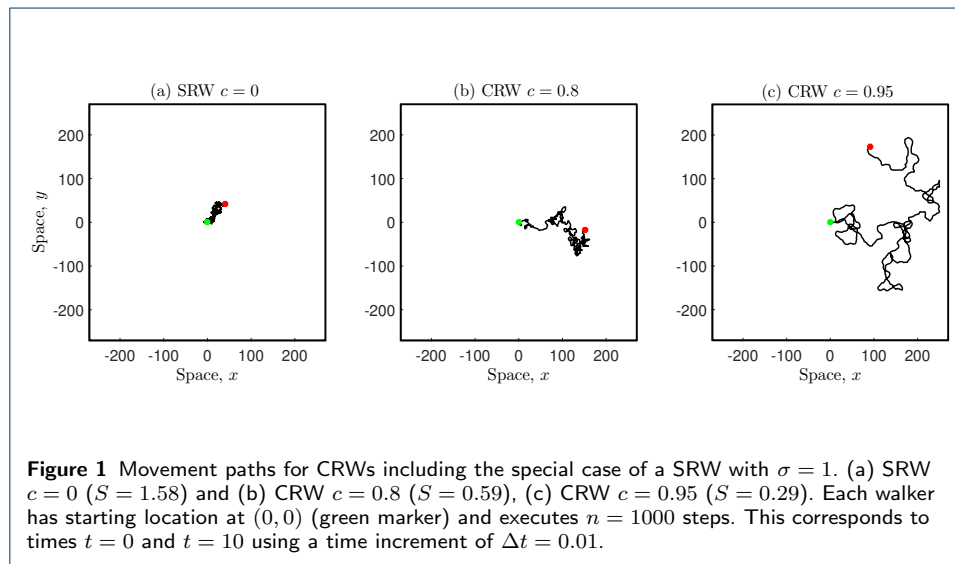 (a) SRW c = 0
(b) CRW c = 0.8
(c) CRW c = 0.95
200
100
0
-100
-200
Space, y
-200 -100 0 100 200
Space, x
200
100
0
-100
-200
-200 -100 0 100 200
Space, x
200
100
0
-100
-200
-200 -100 0 100 200
Space, x
Figure 1 Movement paths for CRWs including the special case of a SRW with σ = 1. (a) SRW
c = 0 (S = 1.58) and (b) CRW c = 0.8 (S = 0.59), (c) CRW c = 0.95 (S = 0.29). Each walker
has starting location at (0, 0) (green marker) and executes n = 1000 steps. This corresponds to
times t = 0 and t = 10 using a time increment of Δt = 0.01.